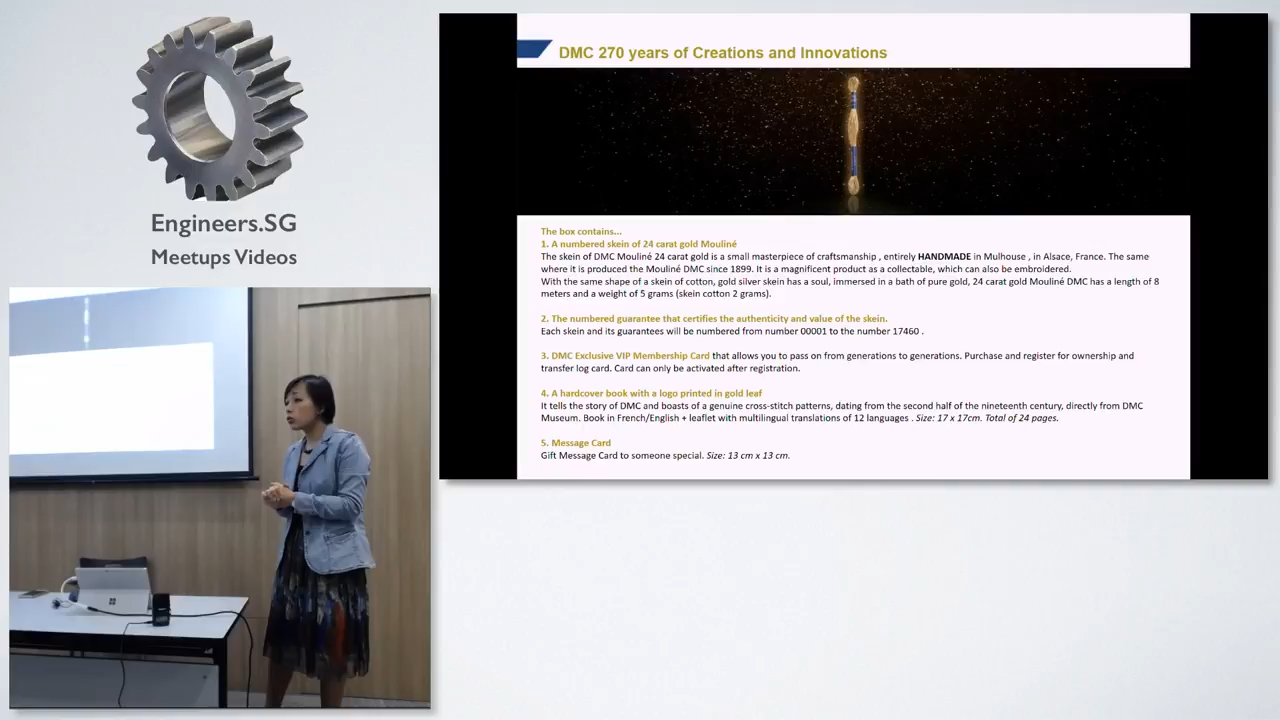 Engineers.SG
Meetups Videos
DMC 270 years of Creations and Innovations
The box contains...
1. A numbered skein of 24 carat gold Mouliné
The skein of DMC Mouliné 24 carat gold is a small masterpiece of craftsmanship , entirely HANDMADE in Mulhouse , in Alsace, France. The same
where it is produced the Mouliné DMC since 1899. It is a magnificent product as a collectable, which can also be embroidered.
With the same shape of a skein of cotton, gold silver skein has a soul, immersed in a bath of pure gold, 24 carat gold Mouliné DMC has a length of 8
meters and a weight of 5 grams (skein cotton 2 grams).
2. The numbered guarantee that certifies the authenticity and value of the skein.
Each skein and its guarantees will be numbered from number 00001 to the number 17460 .
3. DMC Exclusive VIP Membership Card that allows you to pass on from generations to generations. Purchase and register for ownership and
transfer log card. Card can only be activated after registration.
4. A hardcover book with a logo printed in gold leaf
It tells the story of DMC and boasts of a genuine cross-stitch patterns, dating from the second half of the nineteenth century, directly from DMC
Museum. Book in French/English + leaflet with multilingual translations of 12 languages . Size: 17 x 17cm. Total of 24 pages.
5. Message Card
Gift Message Card to someone special. Size: 13 cm x 13 cm.